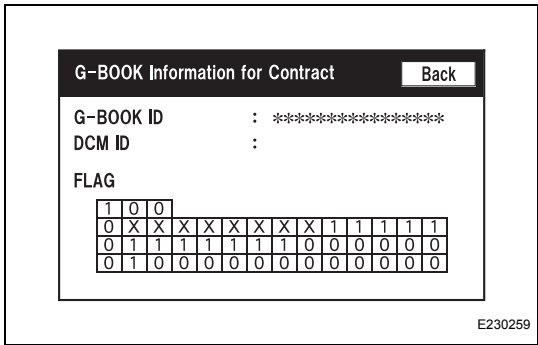 G-BOOK Information for Contract Back
G-BOOK ID : ****************
DCM ID :
FLAG
1 0 0
0 X X X X X X X X 1 1 1 1 1
0 1 1 1 1 1 1 1 0 0 0 0 0 0
0 1 0 0 0 0 0 0 0 0 0 0 0 0
E230259